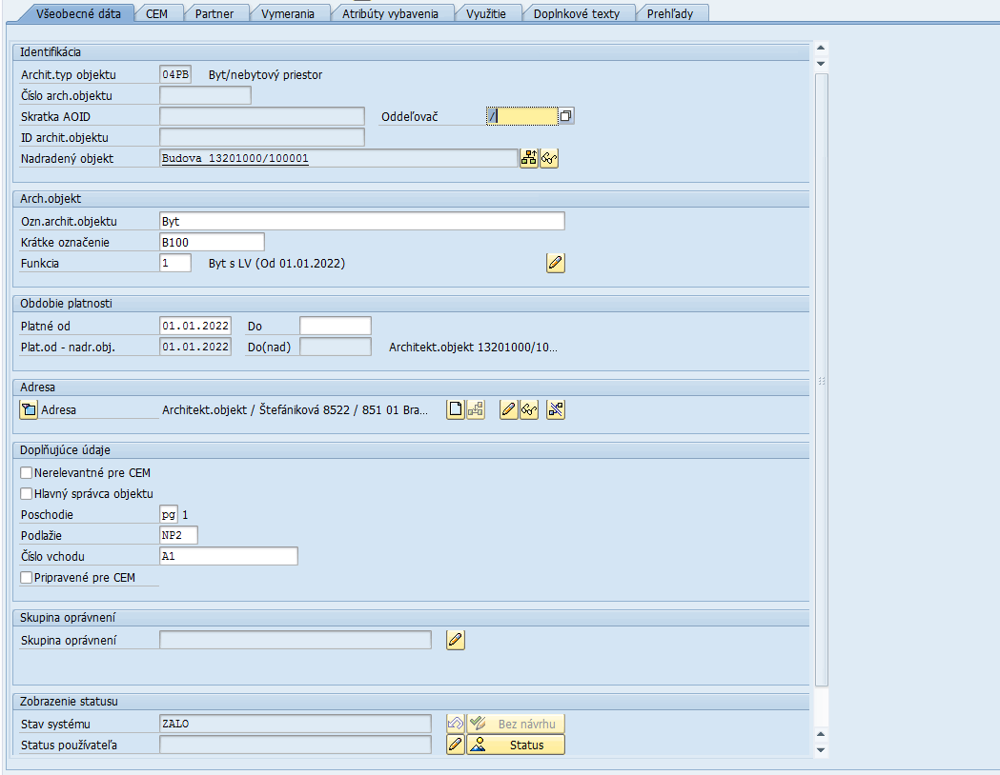 Všeobecné dáta CEM Partner Vymerania Atribúty vybavenia Využitie Doplnkové texty Prehľady
Identifikácia
Archit.typ objektu 04PB Byt/nebytový priestor
Číslo arch.objektu
Skratka AOID Oddeľovač /
ID archit.objektu
Nadradený objekt Budova 13201000/100001
Arch.objekt
Ozn.archit.objektu Byt
Krátke označenie B100
Funkcia 1 Byt s LV (Od 01.01.2022)
Obdobie platnosti
Platné od 01.01.2022 Do
Plat.od - nadr.obj. 01.01.2022 Do(nad) Architekt.objekt 13201000/10...
Adresa
Adresa Architekt.objekt / Štefániková 8522 / 851 01 Bra...
Doplňujúce údaje
Nerelevantné pre CEM
Hlavný správca objektu
Poschodie pg 1
Podlažie NP2
Číslo vchodu A1
Pripravené pre CEM
Skupina oprávnení
Skupina oprávnení
Zobrazenie statusu
Stav systému ZALO Bez návrhu
Status používateľa Status